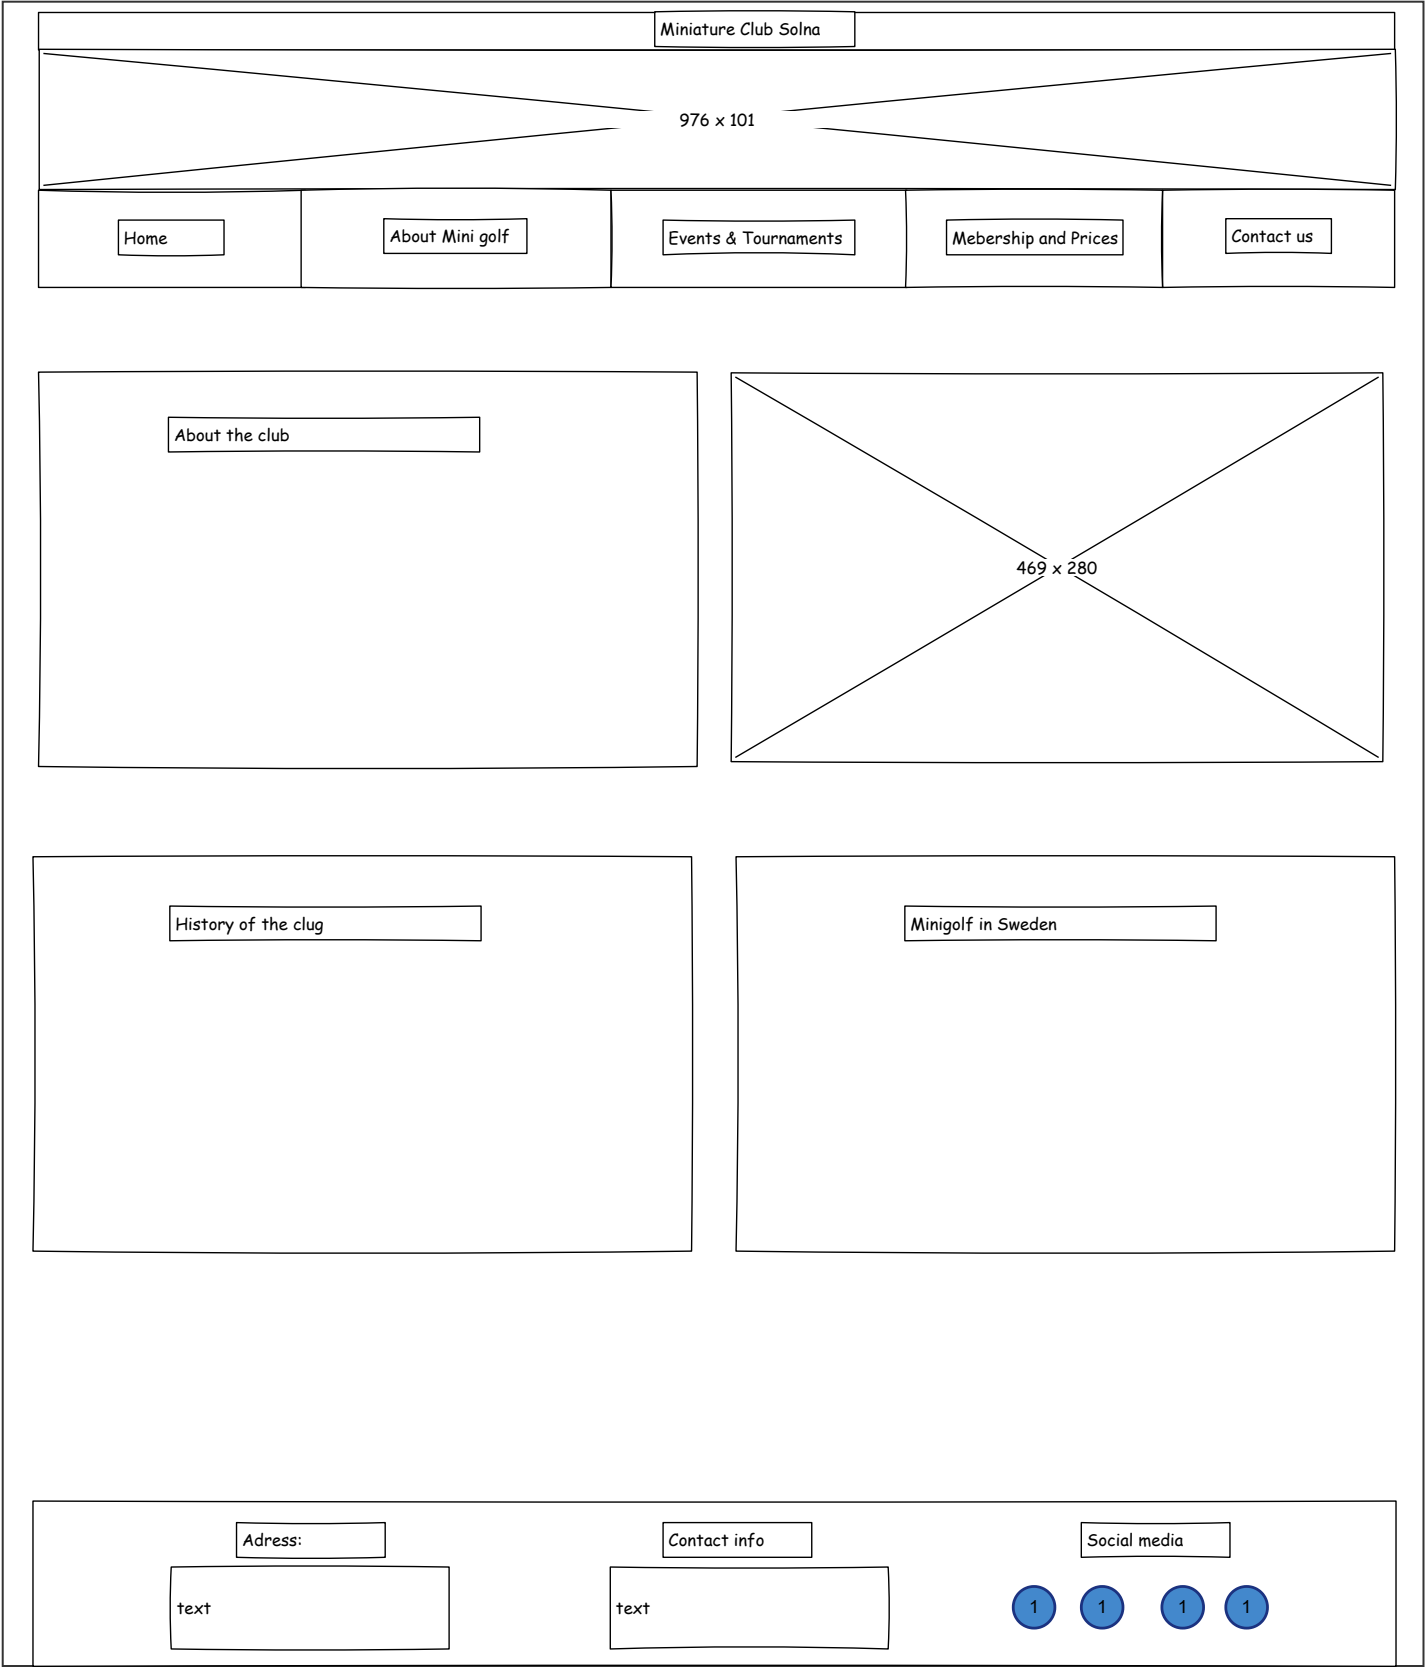 Miniature Club Solna
976 x 101
Home
About Mini golf
Events & Tournaments
Mebership and Prices
Contact us
About the club
469 x 280
History of the clug
Minigolf in Sweden
Adress:
Contact info
Social media
text
text
1
1
1
1